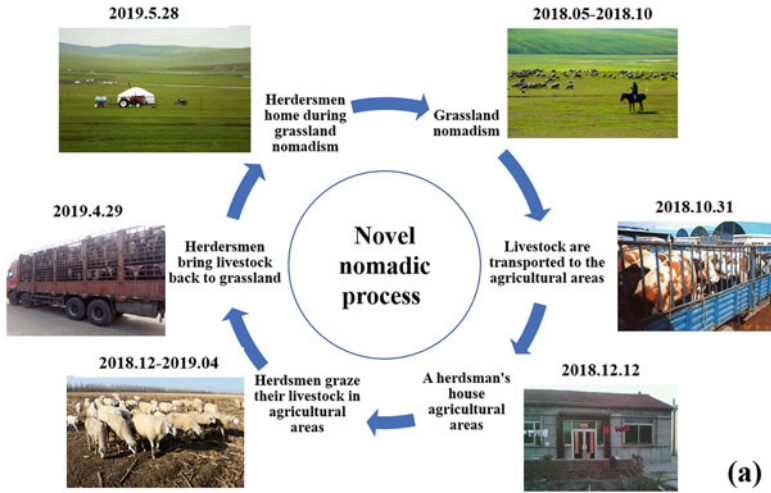 2019.5.28
2018.05-2018.10
Herdersmen
home during
grassland
nomadism
Grassland
nomadism
2018.10.31
Livestock are
transported to the
agricultural areas
2019.4.29
Herdersmen
bring livestock
back to grassland
Novel
nomadic
process
2018.12-2019.04
Herdsmen graze
their livestock in
agricultural
areas
A herdsman's
house
agricultural
areas
2018.12.12
(a)